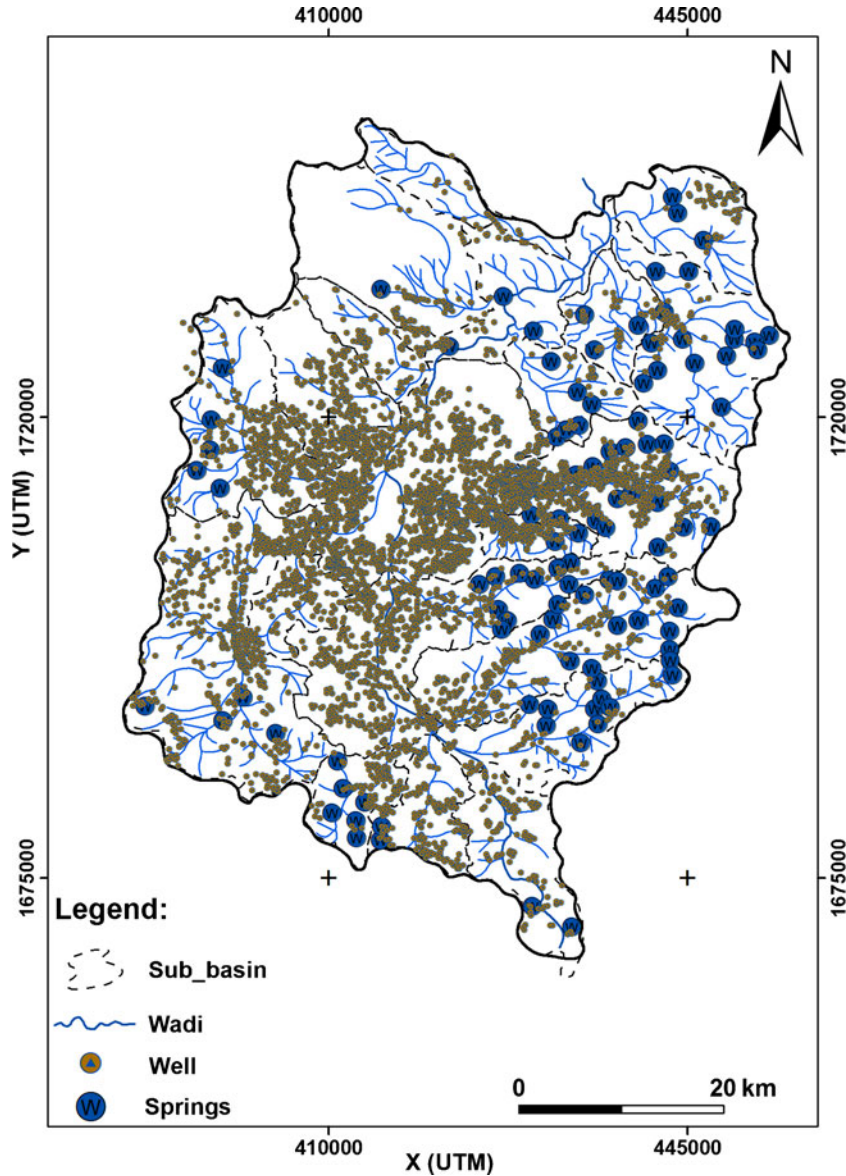 410000 445000
N
1720000 1720000
Y (UTM)
1675000 1675000
Legend:
Sub_basin
Wadi
Well
W Springs
0 20 km
410000 445000
X (UTM)